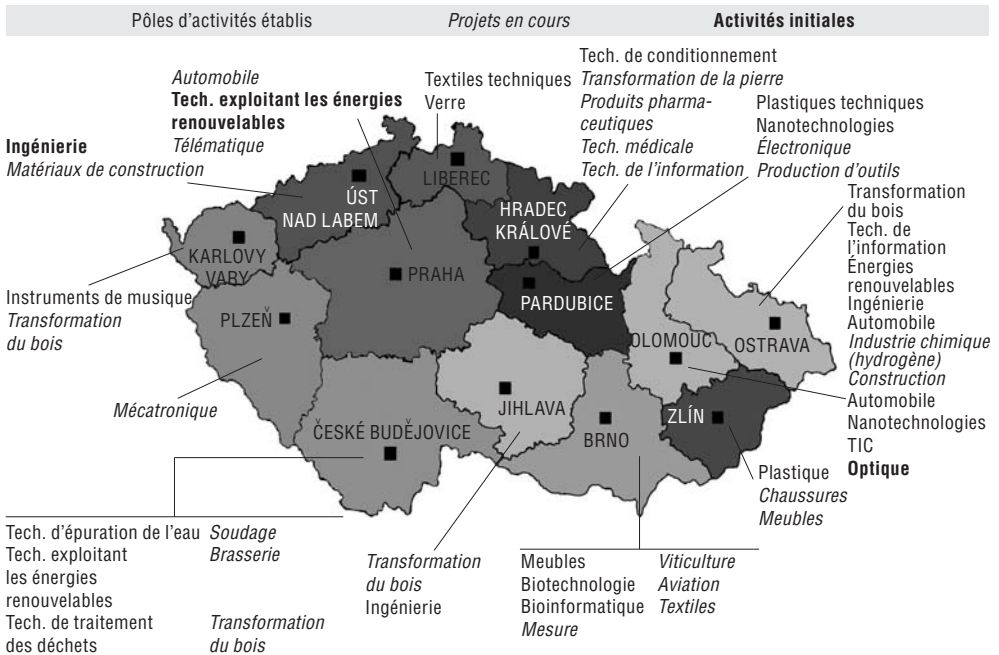 Pôles d'activités établis
Projets en cours
Activités initiales
Automobile
Tech. exploitant les énergies
renouvelables
Télématique
Textiles techniques
Verre
Tech. de conditionnement
Transformation de la pierre
Produits pharma-
ceutiques
Tech. médicale
Tech. de l'information
Plastiques techniques
Nanotechnologies
Électronique
Production d'outils
Ingénierie
Matériaux de construction
Transformation
du bois
Tech. de
l'information
Énergies
renouvelables
Ingénierie
Automobile
Industrie chimique
(hydrogène)
Construction
Automobile
Nanotechnologies
TIC
Optique
LIBEREC
ÚST
NAD LABEM
HRADEC
KRÁLOVÉ
KARLOVY
VARY
PRAHA
PARDUBICE
PLZEŇ
OLOMOUC
OSTRAVA
JIHLAVA
ZLÍN
ČESKÉ BUDĚJOVICE
BRNO
Instruments de musique
Transformation
du bois
Mécatronique
Plastique
Chaussures
Meubles
Tech. d'épuration de l'eau
Tech. exploitant
les énergies
renouvelables
Tech. de traitement
des déchets
Soudage
Brasserie
Transformation
du bois
Transformation
du bois
Ingénierie
Meubles
Biotechnologie
Bioinformatique
Mesure
Viticulture
Aviation
Textiles